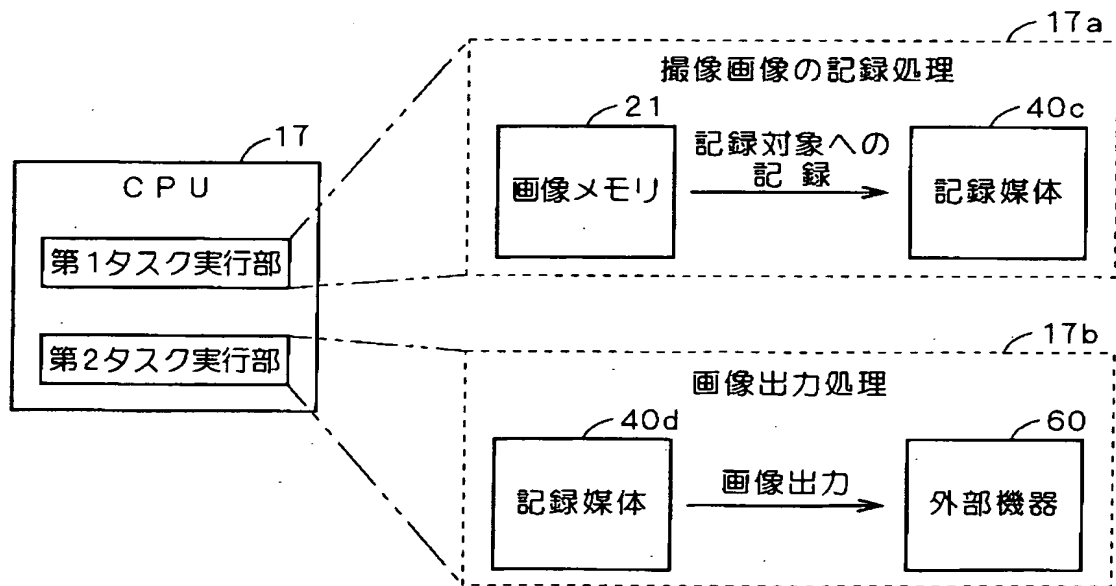 17
CPU
第1タスク実行部
第2タスク実行部
17a
撮像画像の記録処理
21
画像メモリ
記録対象への
記録
40c
記録媒体
17b
画像出力処理
40d
記録媒体
画像出力
60
外部機器